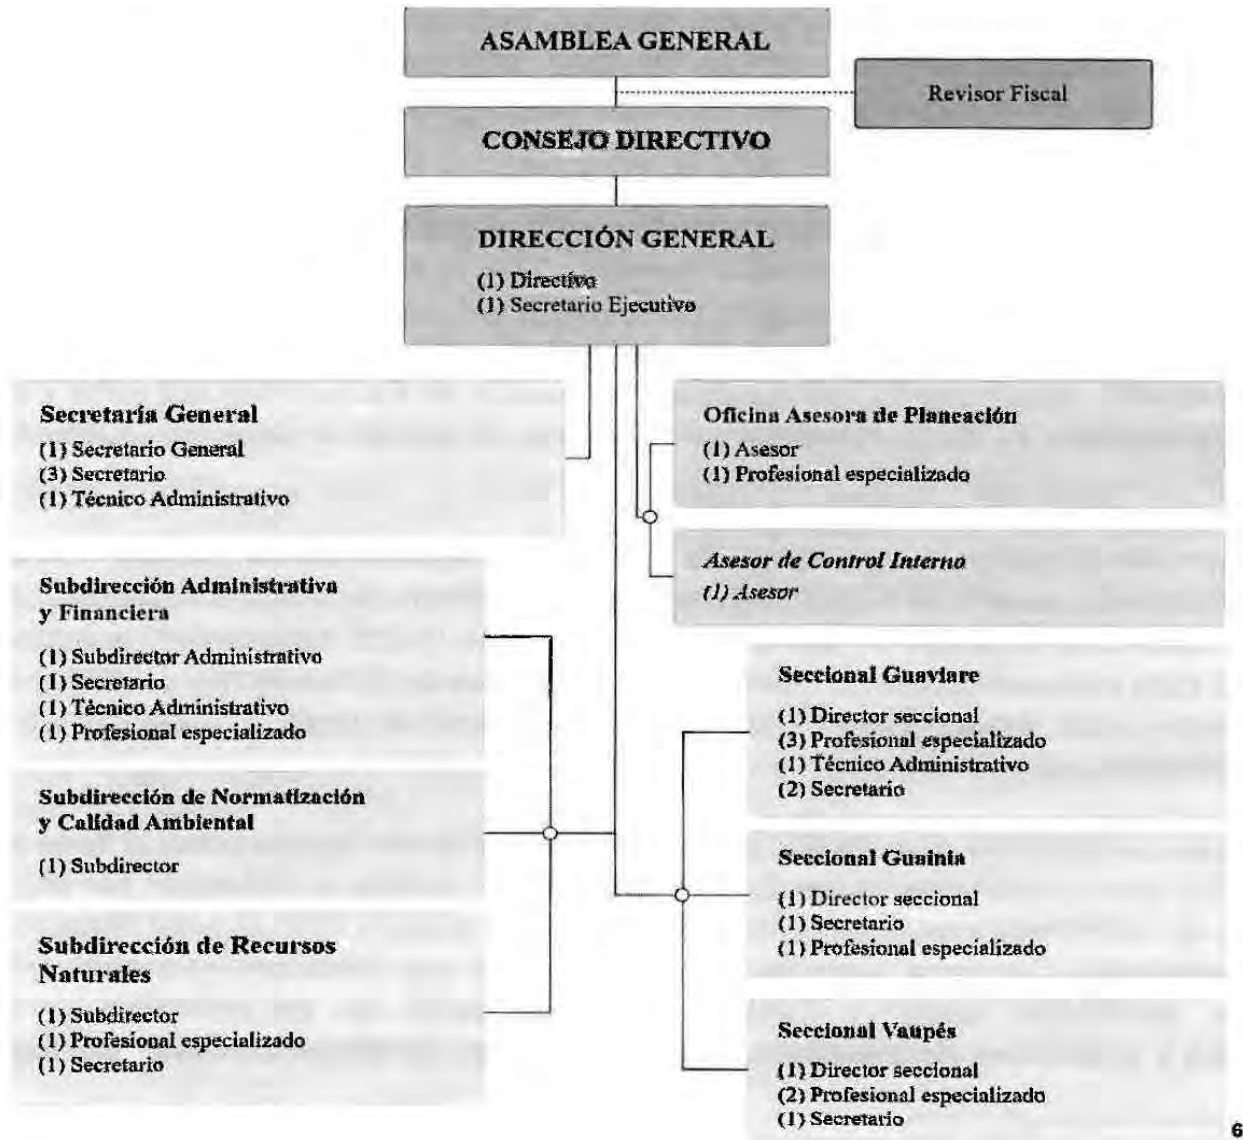 ASAMBLEA GENERAL
Revisor Fiscal
CONSEJO DIRECTIVO
DIRECCIÓN GENERAL
(1) Directivo
(1) Secretario Ejecutivo
Secretaría General
(1) Secretario General
(3) Secretario
(1) Técnico Administrativo
Oficina Asesora de Planeación
(1) Asesor
(1) Profesional especializado
Asesor de Control Interno
(1) Asesor
Subdirección Administrativa
y Financiera
(1) Subdirector Administrativo
(1) Secretario
(1) Técnico Administrativo
(1) Profesional especializado
Subdirección de Normatización
y Calidad Ambiental
(1) Subdirector
Subdirección de Recursos
Naturales
(1) Subdirector
(1) Profesional especializado
(1) Secretario
Seccional Guaviare
(1) Director seccional
(3) Profesional especializado
(1) Técnico Administrativo
(2) Secretario
Seccional Guainia
(1) Director seccional
(1) Secretario
(1) Profesional especializado
Seccional Vaupés
(1) Director seccional
(2) Profesional especializado
(1) Secretario
6